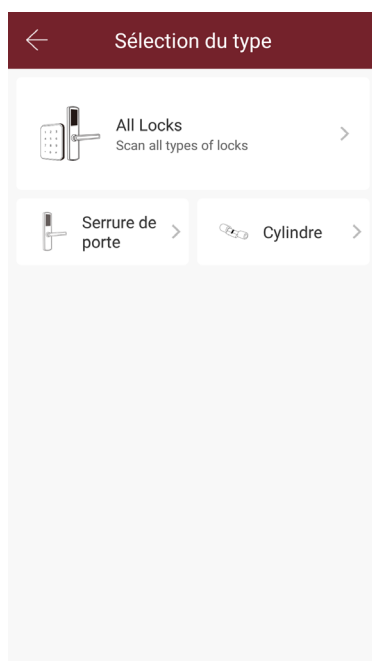 Sélection du type
All Locks
Scan all types of locks
Serrure de
porte
Cylindre